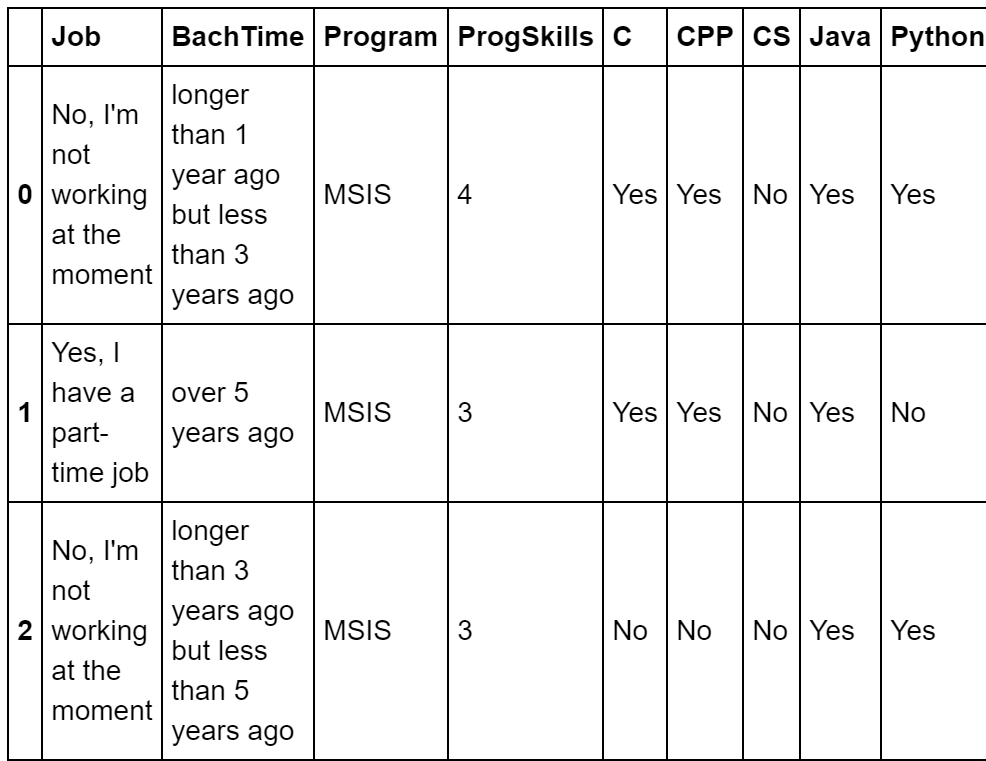 Job BachTime Program ProgSkills C CPP CS Java Python
0 No, I'm not working at the moment longer than 1 year ago but less than 3 years ago MSIS 4 Yes Yes No Yes Yes
1 Yes, I have a part-time job over 5 years ago MSIS 3 Yes Yes No Yes No
2 No, I'm not working at the moment longer than 3 years ago but less than 5 years ago MSIS 3 No No No Yes Yes